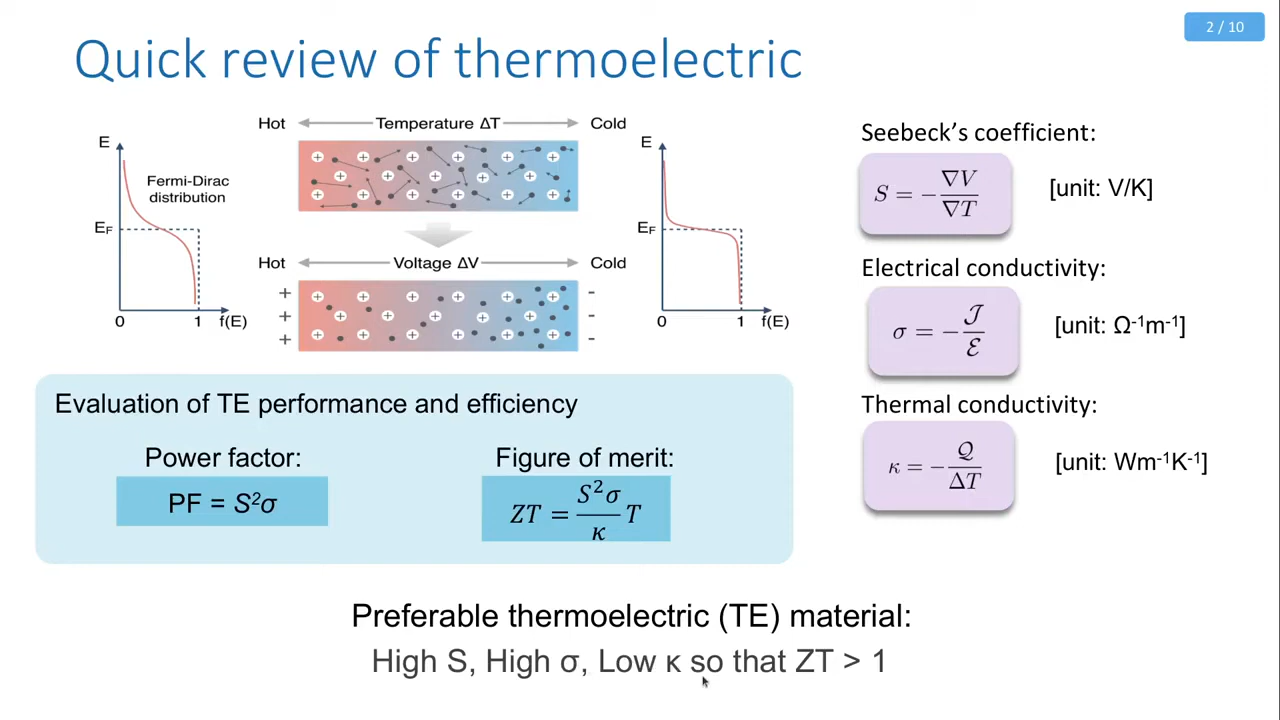 2 / 10
Quick review of thermoelectric
Hot Temperature ΔT Cold
E
Fermi-Dirac
distribution
E_F
0 1 f(E)
Hot Voltage ΔV Cold
+ -
+ -
+ -
E
E_F
0 1 f(E)
Seebeck's coefficient:
S = −∇V/∇T [unit: V/K]
Electrical conductivity:
σ = −𝒥/ℰ [unit: Ω⁻¹m⁻¹]
Thermal conductivity:
κ = −𝒬/ΔT [unit: Wm⁻¹K⁻¹]
Evaluation of TE performance and efficiency
Power factor:
PF = S²σ
Figure of merit:
ZT = S²σ/κ T
Preferable thermoelectric (TE) material:
High S, High σ, Low κ so that ZT > 1